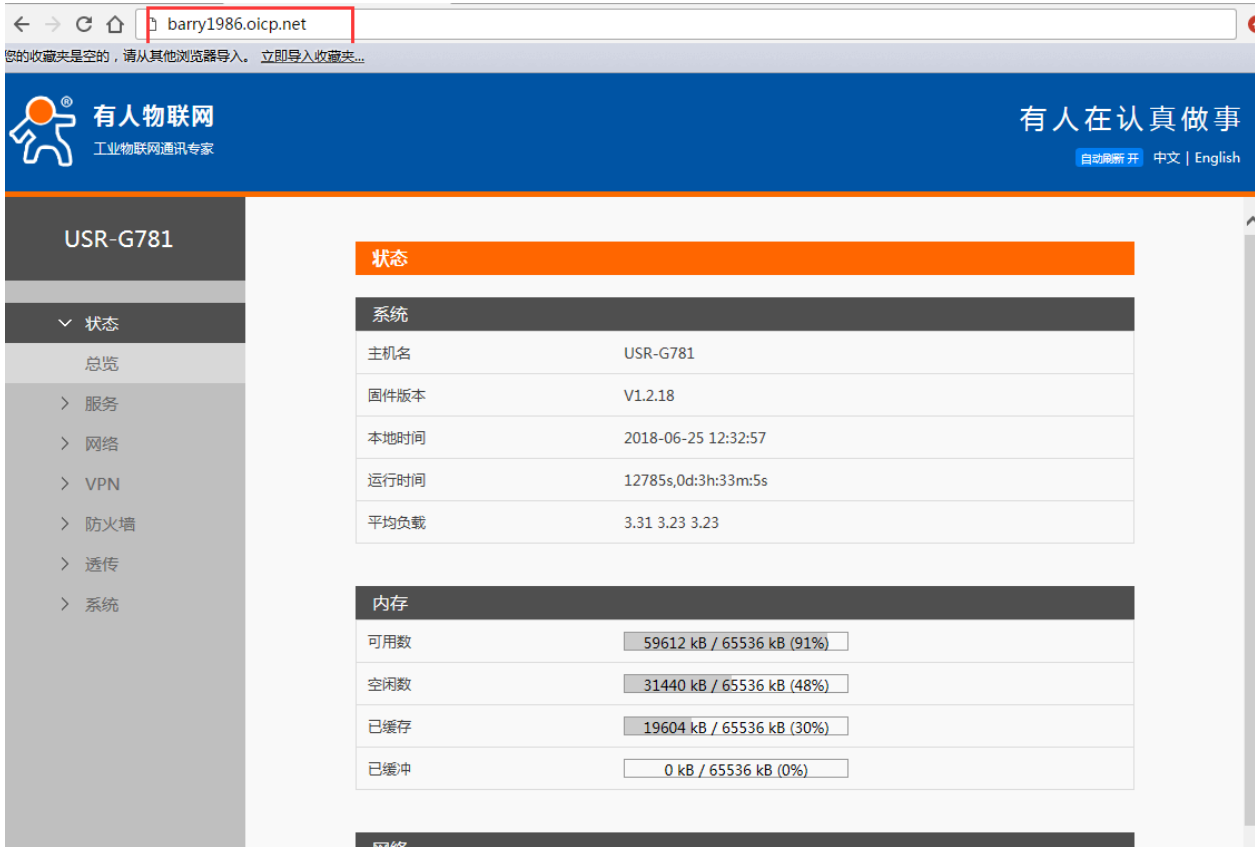 barry1986.oicp.net
您的收藏夹是空的，请从其他浏览器导入。 立即导入收藏夹...
有人物联网
®
工业物联网通讯专家
有人在认真做事
自动刷新 开 中文 | English
USR-G781
状态
总览
服务
网络
VPN
防火墙
透传
系统
状态
系统
主机名 USR-G781
固件版本 V1.2.18
本地时间 2018-06-25 12:32:57
运行时间 12785s,0d:3h:33m:5s
平均负载 3.31 3.23 3.23
内存
可用数 59612 kB / 65536 kB (91%)
空闲数 31440 kB / 65536 kB (48%)
已缓存 19604 kB / 65536 kB (30%)
已缓冲 0 kB / 65536 kB (0%)
网络